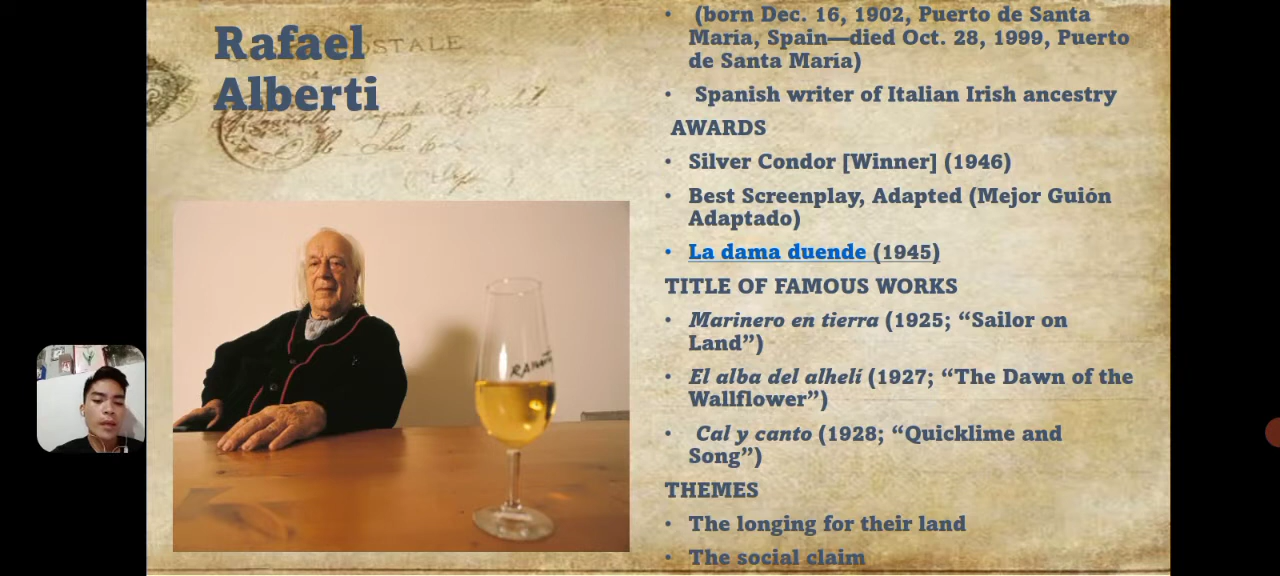 Rafael
Alberti
(born Dec. 16, 1902, Puerto de Santa
María, Spain—died Oct. 28, 1999, Puerto
de Santa María)
Spanish writer of Italian Irish ancestry
AWARDS
Silver Condor [Winner] (1946)
Best Screenplay, Adapted (Mejor Guión
Adaptado)
La dama duende (1945)
TITLE OF FAMOUS WORKS
Marinero en tierra (1925; “Sailor on
Land”)
El alba del alhelí (1927; “The Dawn of the
Wallflower”)
Cal y canto (1928; “Quicklime and
Song”)
THEMES
The longing for their land
The social claim